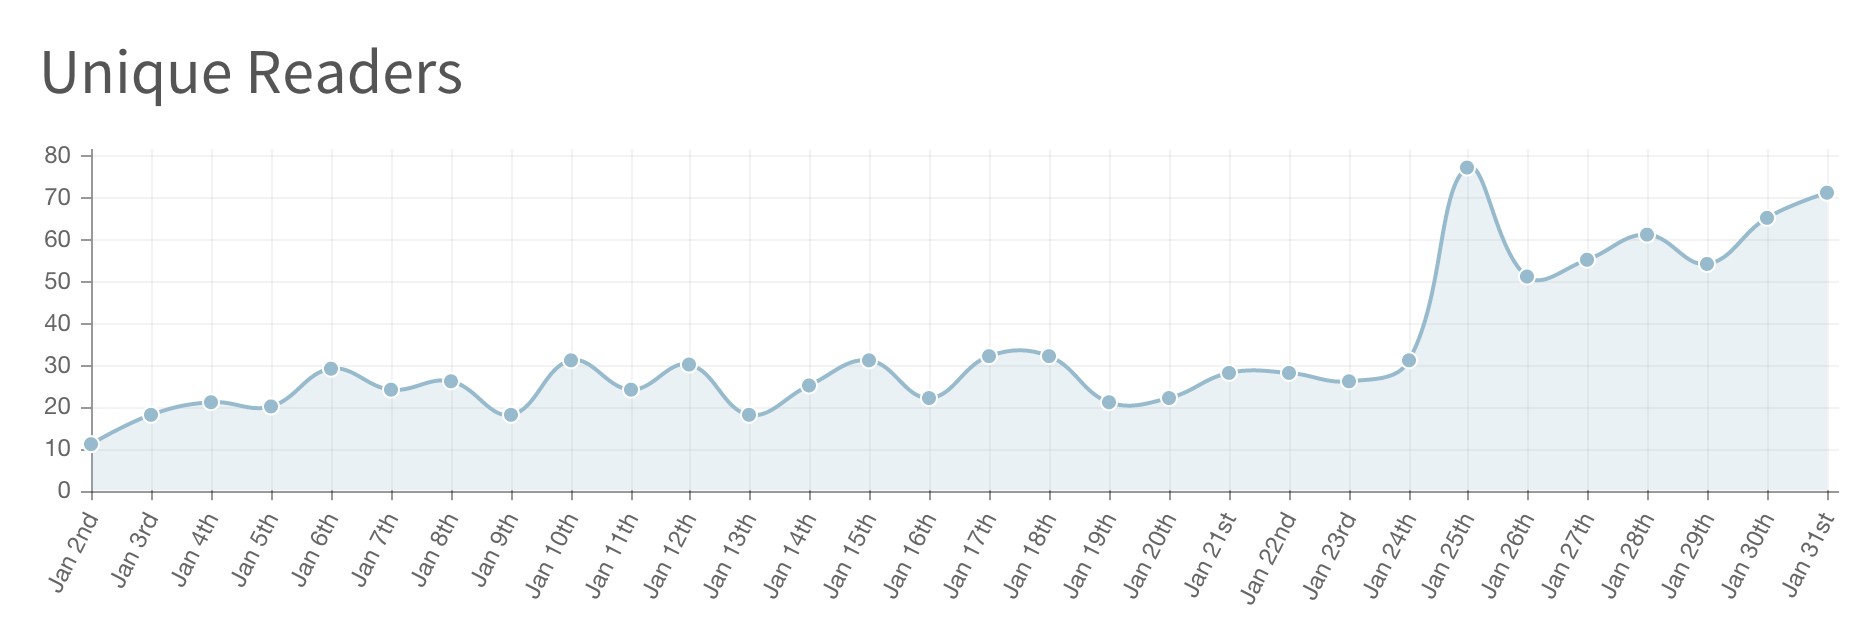 Unique Readers
80
70
60
50
40
30
20
10
0
Jan 2nd
Jan 3rd
Jan 4th
Jan 5th
Jan 6th
Jan 7th
Jan 8th
Jan 9th
Jan 10th
Jan 11th
Jan 12th
Jan 13th
Jan 14th
Jan 15th
Jan 16th
Jan 17th
Jan 18th
Jan 19th
Jan 20th
Jan 21st
Jan 22nd
Jan 23rd
Jan 24th
Jan 25th
Jan 26th
Jan 27th
Jan 28th
Jan 29th
Jan 30th
Jan 31st